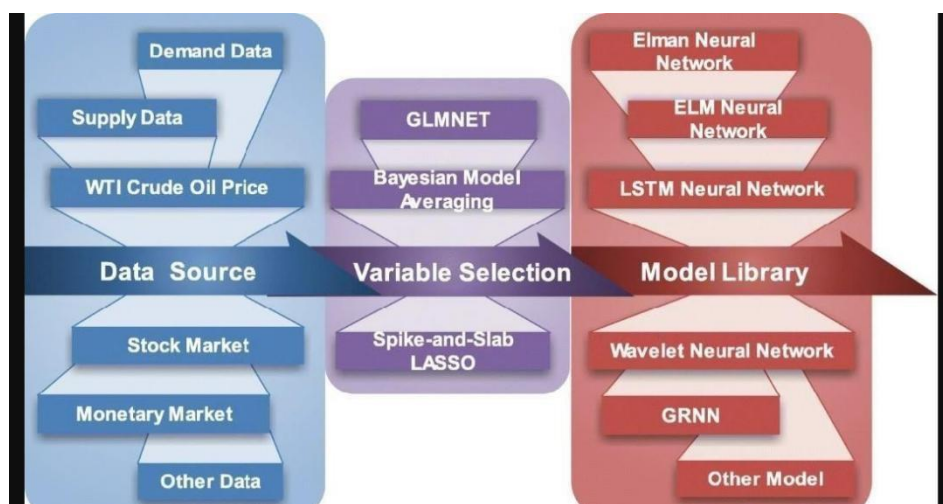 Demand Data
Supply Data
WTI Crude Oil Price
Data Source
Stock Market
Monetary Market
Other Data
GLMNET
Bayesian Model
Averaging
Variable Selection
Spike-and-Slab
LASSO
Elman Neural
Network
ELM Neural
Network
LSTM Neural Network
Model Library
Wavelet Neural Network
GRNN
Other Model